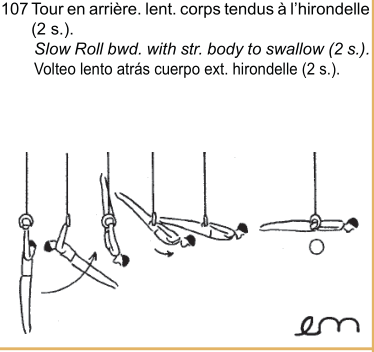 107 Tour en arrière. lent. corps tendus à l'hirondelle
(2 s.).
Slow Roll bwd. with str. body to swallow (2 s.).
Volteo lento atrás cuerpo ext. hirondelle (2 s.).
em